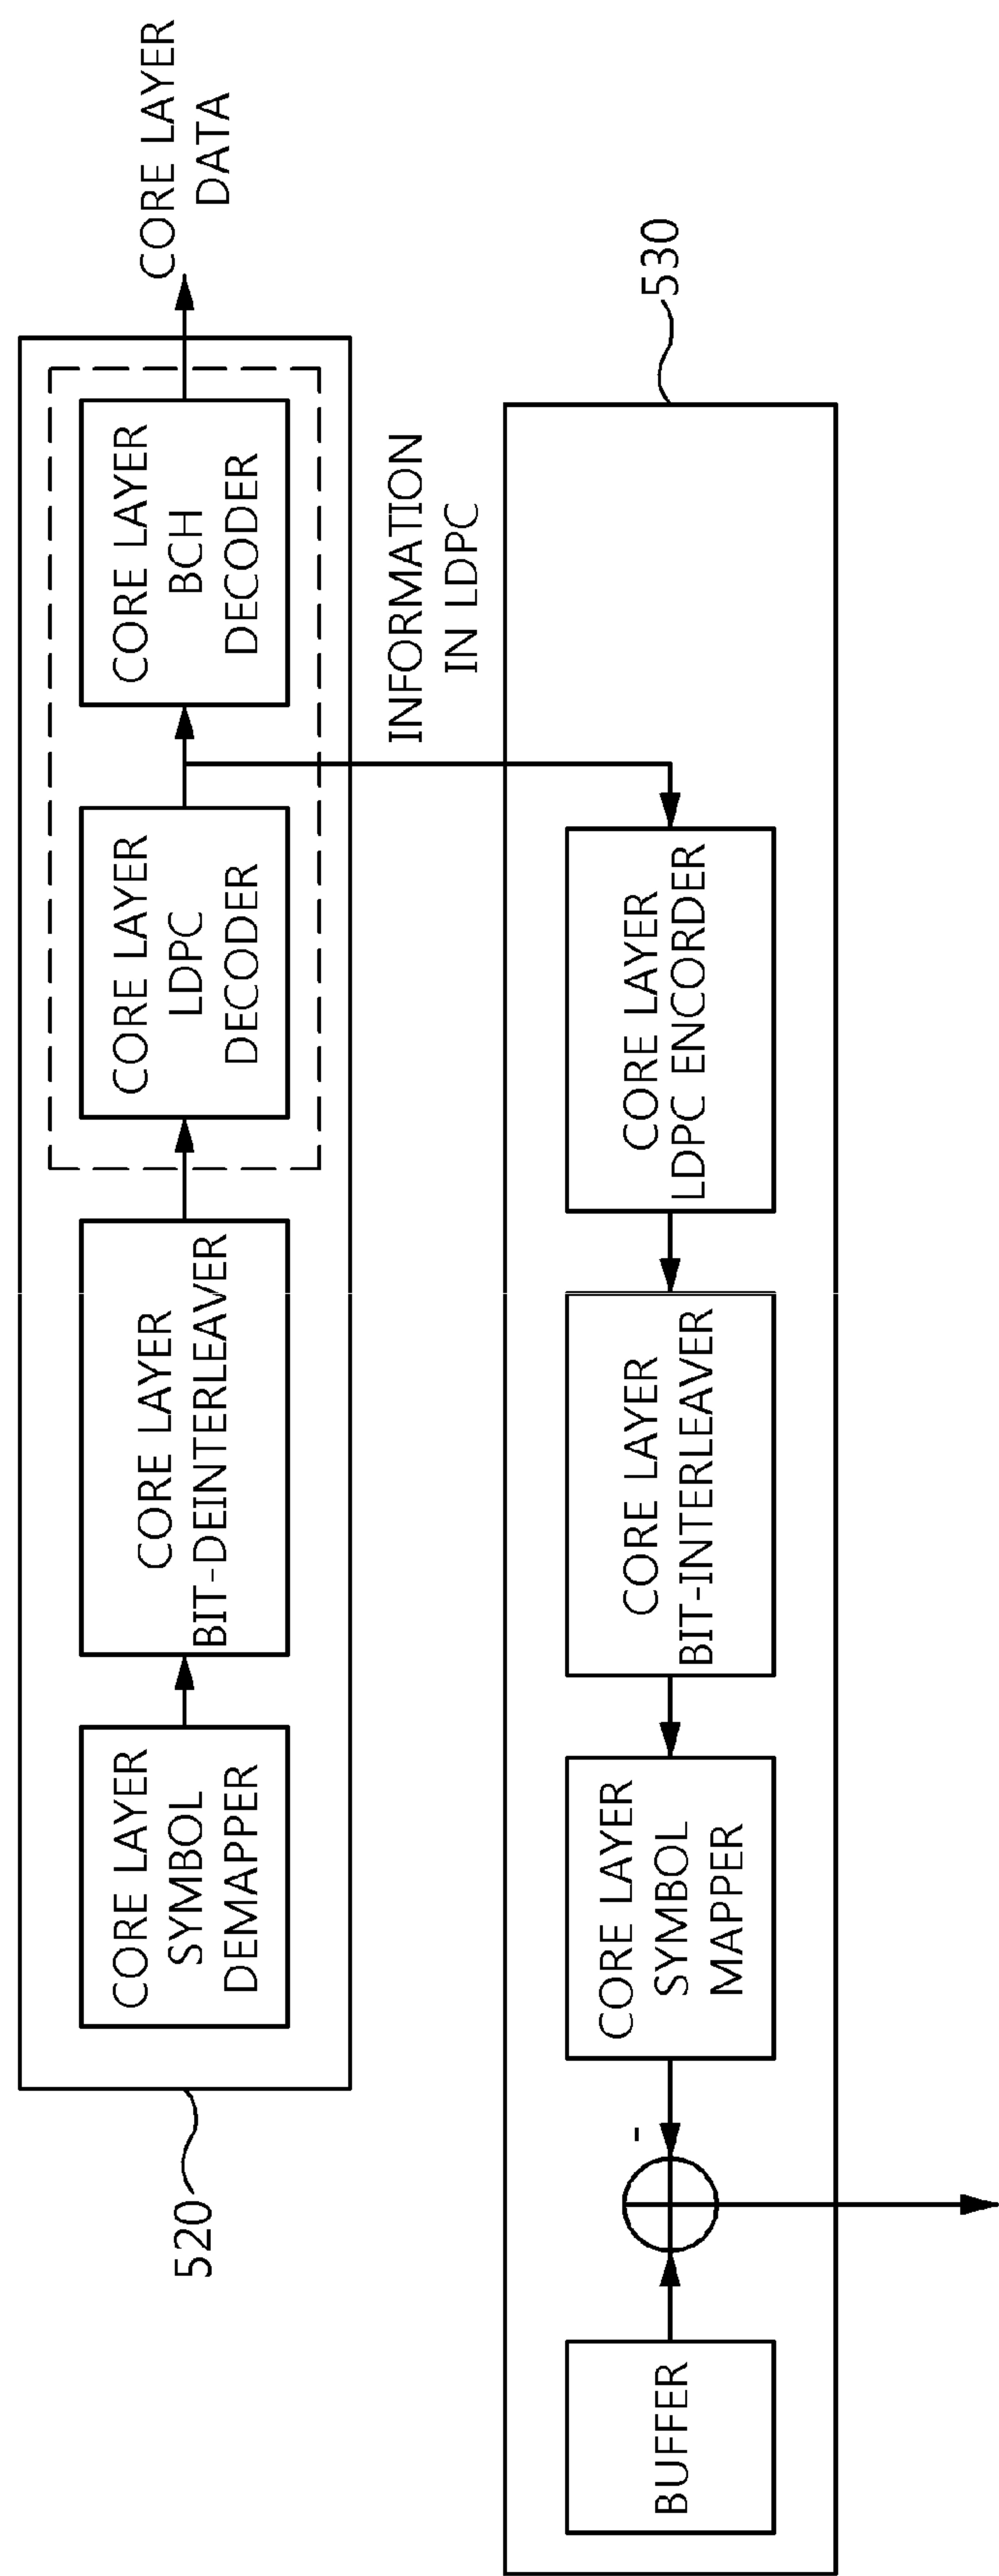 CORE LAYER
SYMBOL
DEMAPPER
CORE LAYER
BIT-DEINTERLEAVER
CORE LAYER
LDPC
DECODER
CORE LAYER
BCH
DECODER
CORE LAYER
DATA
520
INFORMATION
IN LDPC
530
BUFFER
-
CORE LAYER
SYMBOL
MAPPER
CORE LAYER
BIT-INTERLEAVER
CORE LAYER
LDPC ENCORDER